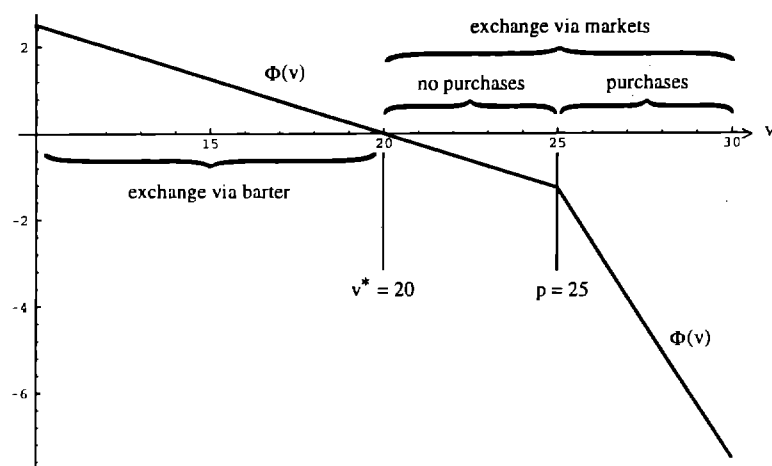 exchange via markets
no purchases
purchases
Φ(v)
v
2
15
20
25
30
exchange via barter
-2
v* = 20
p = 25
-4
Φ(v)
-6